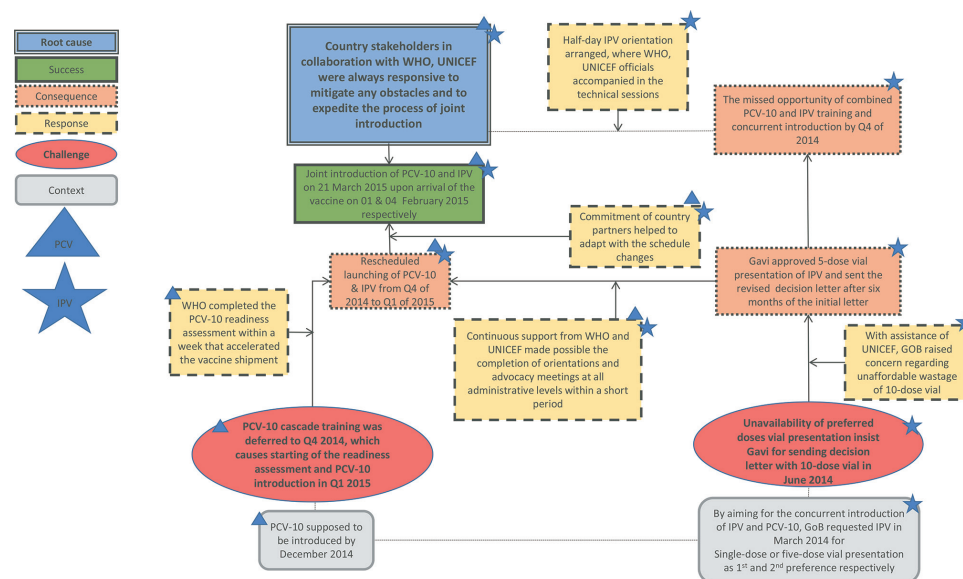 Root cause
Success
Consequence
Response
Challenge
Context
PCV
IPV
Country stakeholders in
collaboration with WHO, UNICEF
were always responsive to
mitigate any obstacles and to
expedite the process of joint
introduction
Half-day IPV orientation
arranged, where WHO,
UNICEF officials
accompanied in the
technical sessions
The missed opportunity of combined
PCV-10 and IPV training and
concurrent introduction by Q4 of
2014
Joint introduction of PCV-10 and IPV
on 21 March 2015 upon arrival of the
vaccine on 01 & 04 February 2015
respectively
Commitment of country
partners helped to
adapt with the schedule
changes
Rescheduled
launching of PCV-10
& IPV from Q4 of
2014 to Q1 of 2015
Gavi approved 5-dose vial
presentation of IPV and sent the
revised decision letter after six
months of the initial letter
WHO completed the
PCV-10 readiness
assessment within a
week that accelerated
the vaccine shipment
Continuous support from WHO and
UNICEF made possible the
completion of orientations and
advocacy meetings at all
administrative levels within a short
period
With assistance of
UNICEF, GOB raised
concern regarding
unaffordable wastage
of 10-dose vial
PCV-10 cascade training was
deferred to Q4 2014, which
causes starting of the readiness
assessment and PCV-10
introduction in Q1 2015
Unavailability of preferred
doses vial presentation insist
Gavi for sending decision
letter with 10-dose vial in
June 2014
PCV-10 supposed to
be introduced by
December 2014
By aiming for the concurrent introduction
of IPV and PCV-10, GoB requested IPV in
March 2014 for
Single-dose or five-dose vial presentation
as 1st and 2nd preference respectively